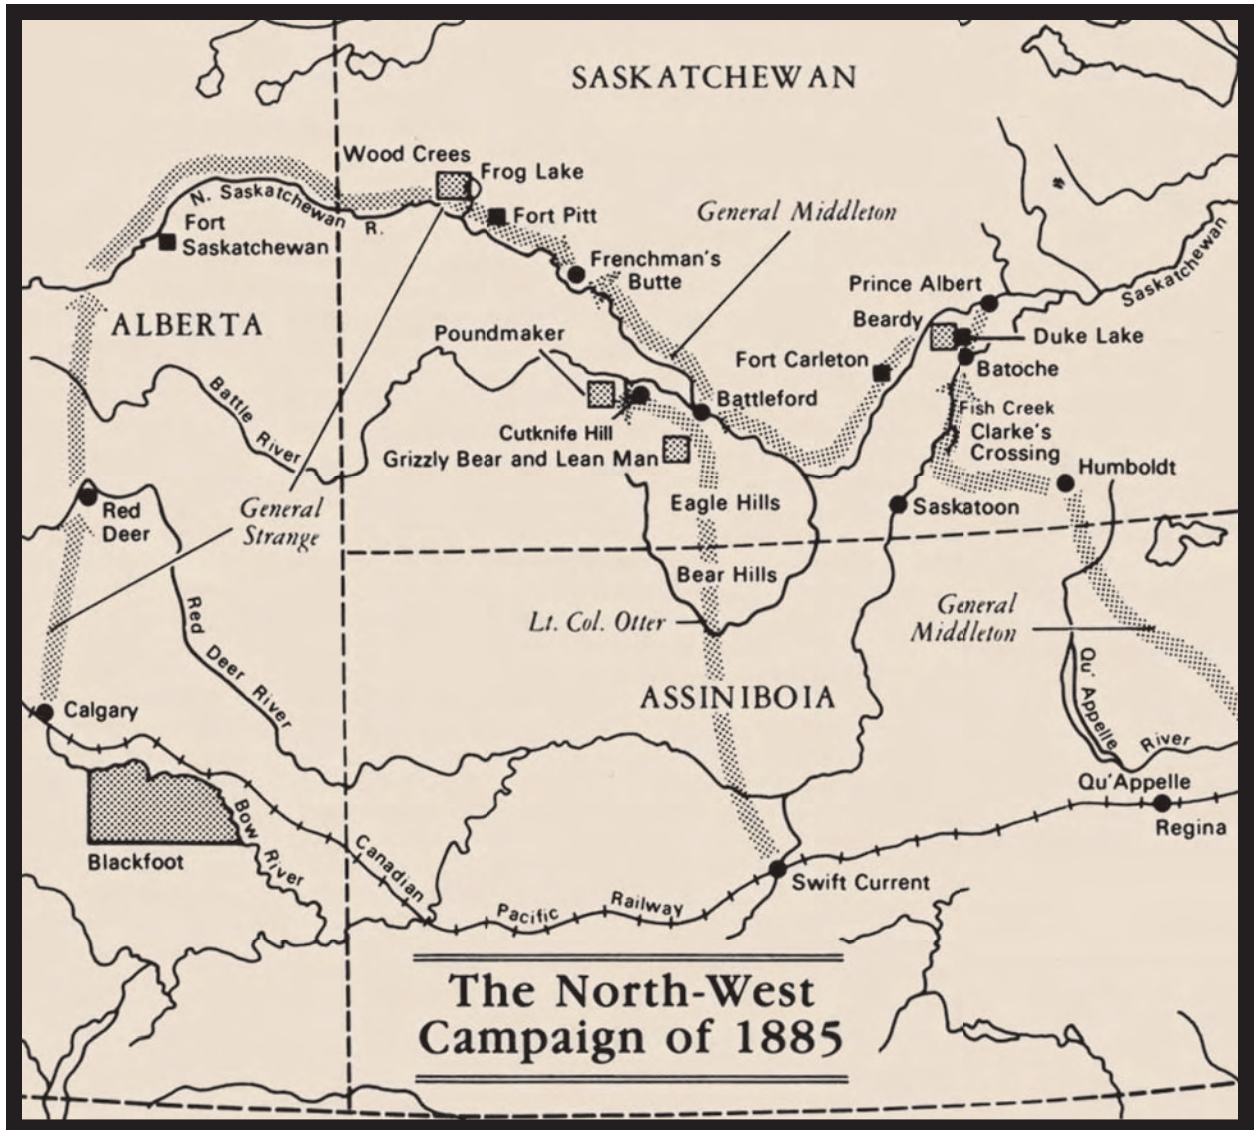 SASKATCHEWAN
Wood Crees
Frog Lake
N. Saskatchewan
R.
Fort
Saskatchewan
Fort Pitt
General Middleton
Frenchman's
Butte
Saskatchewan
Prince Albert
ALBERTA
Beardy
Poundmaker
Duke Lake
Fort Carleton
Batoche
Battle River
Battleford
Fish Creek
Cutknife Hill
Clarke's
Crossing
Grizzly Bear and Lean Man
Humboldt
Red
Deer
General
Strange
Eagle Hills
Saskatoon
Bear Hills
Red Deer River
Lt. Col. Otter
General
Middleton
Qu' Appelle
River
ASSINIBOIA
Calgary
Qu'Appelle
Regina
Bow River
Blackfoot
Canadian
Pacific
Railway
Swift Current
The North-West
Campaign of 1885